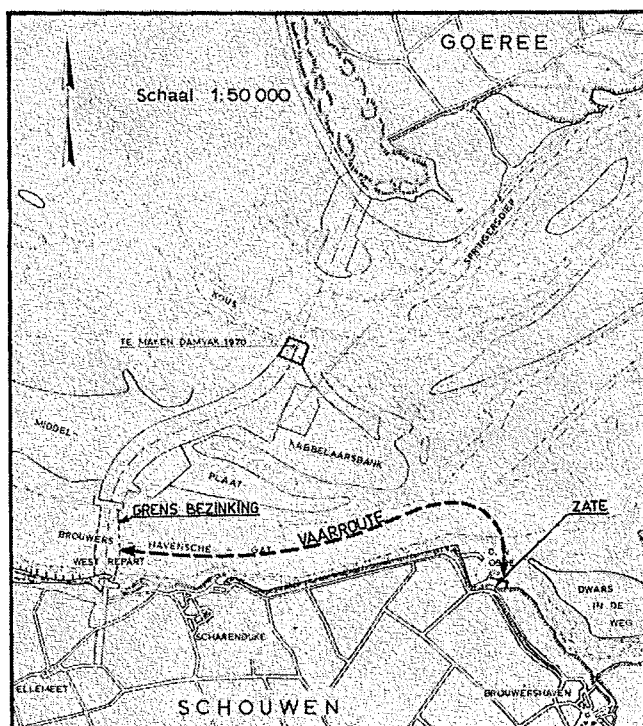 GOEREE
Schaal 1:50 000
SPRINGERSDIEP
KOUS
TE MAKEN DAMVAK 1970
MIDDEL-
KABBELAARSBANK
PLAAT
GRENS BEZINKING
ZATE
BROUWERS
HAVENSCHE GAT
VAARROUTE
WEST REPART
DWARS
IN DE
WEG
SCHARENDIJKE
ELLEMEET
BROUWERSHAVEN
SCHOUWEN